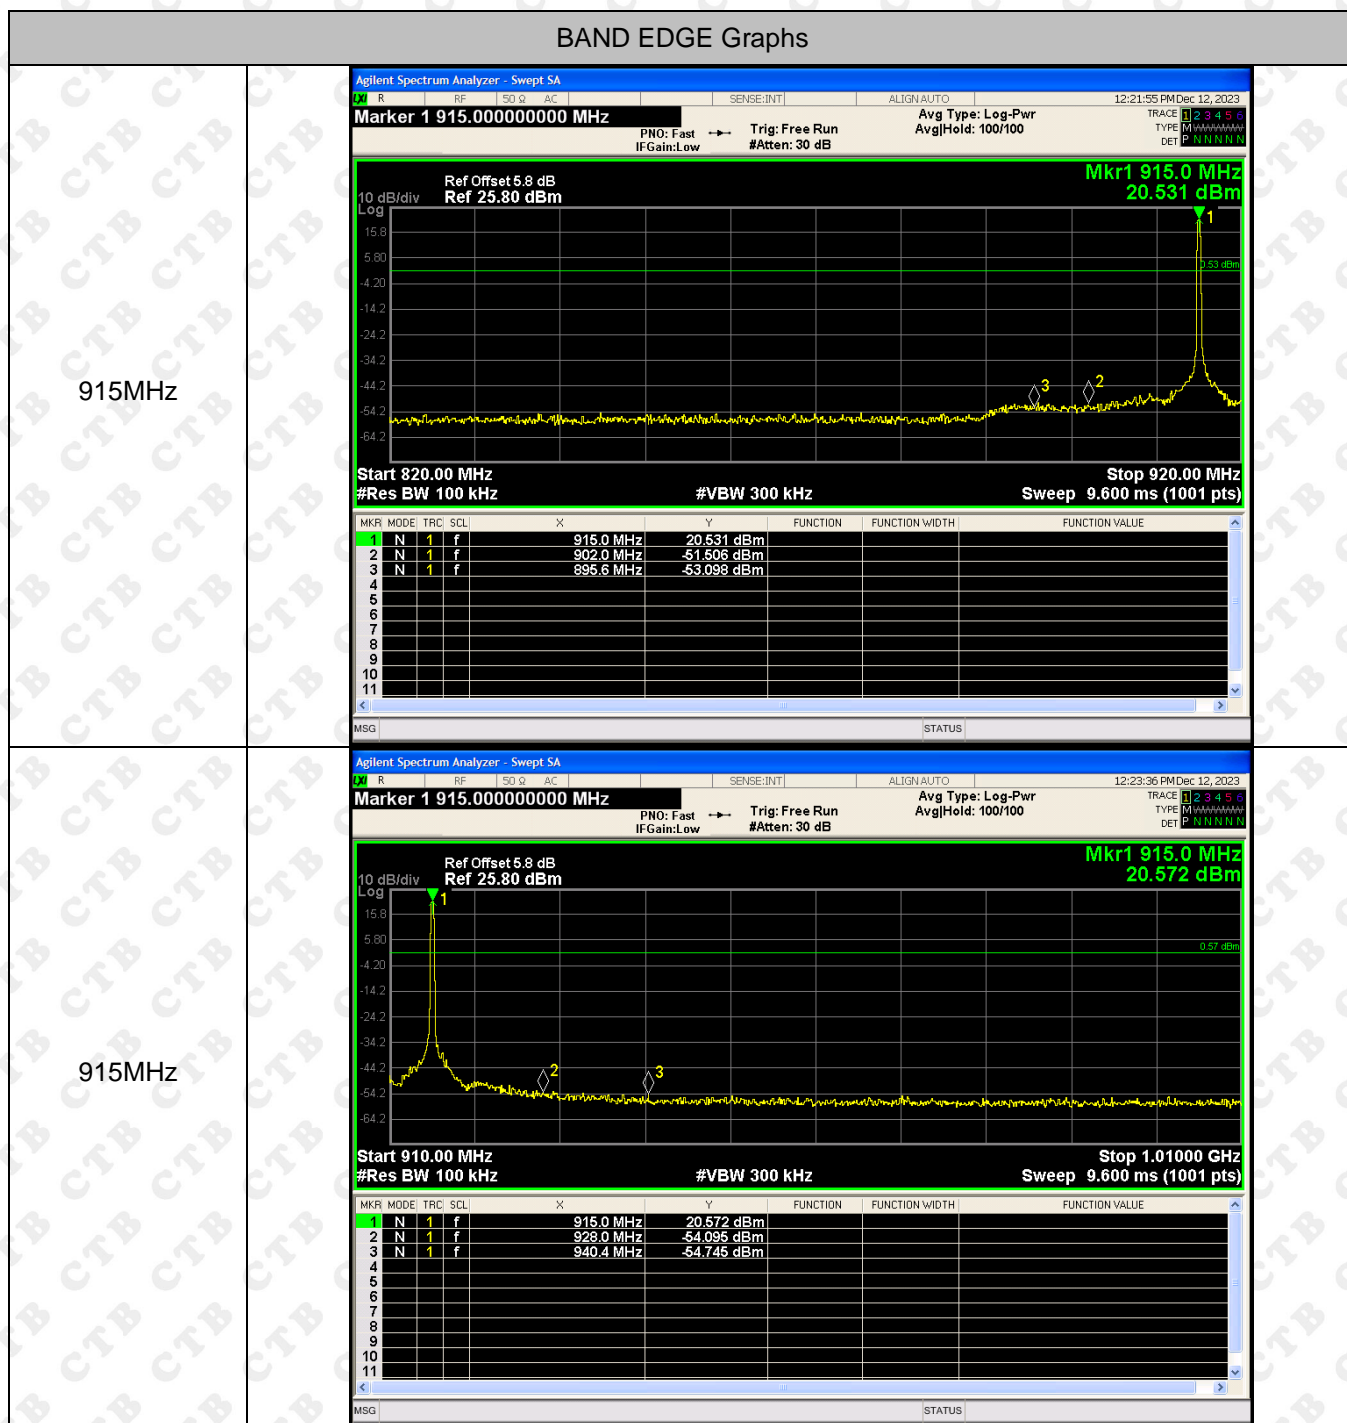 BAND EDGE Graphs
915MHz
Agilent Spectrum Analyzer - Swept SA
LXI R RF 50 Ω AC SENSE:INT ALIGN AUTO 12:21:55 PM Dec 12, 2023
Marker 1 915.000000000 MHz
PNO: Fast
IFGain:Low
Trig: Free Run
#Atten: 30 dB
Avg Type: Log-Pwr
Avg|Hold: 100/100
TRACE 1 2 3 4 5 6
TYPE M WWWWW
DET P N N N N N
Mkr1 915.0 MHz
20.531 dBm
Ref Offset 5.8 dB
10 dB/div Ref 25.80 dBm
Log
15.8
5.80
-4.20
-14.2
-24.2
-34.2
-44.2
-54.2
-64.2
1
0.53 dBm
3
2
Start 820.00 MHz Stop 920.00 MHz
#Res BW 100 kHz #VBW 300 kHz Sweep 9.600 ms (1001 pts)
MKR MODE TRC SCL X Y FUNCTION FUNCTION WIDTH FUNCTION VALUE
1 N 1 f 915.0 MHz 20.531 dBm
2 N 1 f 902.0 MHz -51.506 dBm
3 N 1 f 895.6 MHz -53.098 dBm
4
5
6
7
8
9
10
11
MSG STATUS
915MHz
Agilent Spectrum Analyzer - Swept SA
LXI R RF 50 Ω AC SENSE:INT ALIGN AUTO 12:23:36 PM Dec 12, 2023
Marker 1 915.000000000 MHz
PNO: Fast
IFGain:Low
Trig: Free Run
#Atten: 30 dB
Avg Type: Log-Pwr
Avg|Hold: 100/100
TRACE 1 2 3 4 5 6
TYPE M WWWWW
DET P N N N N N
Mkr1 915.0 MHz
20.572 dBm
Ref Offset 5.8 dB
10 dB/div Ref 25.80 dBm
Log
15.8
5.80
-4.20
-14.2
-24.2
-34.2
-44.2
-54.2
-64.2
1
0.57 dBm
2
3
Start 910.00 MHz Stop 1.01000 GHz
#Res BW 100 kHz #VBW 300 kHz Sweep 9.600 ms (1001 pts)
MKR MODE TRC SCL X Y FUNCTION FUNCTION WIDTH FUNCTION VALUE
1 N 1 f 915.0 MHz 20.572 dBm
2 N 1 f 928.0 MHz -54.095 dBm
3 N 1 f 940.4 MHz -54.745 dBm
4
5
6
7
8
9
10
11
MSG STATUS